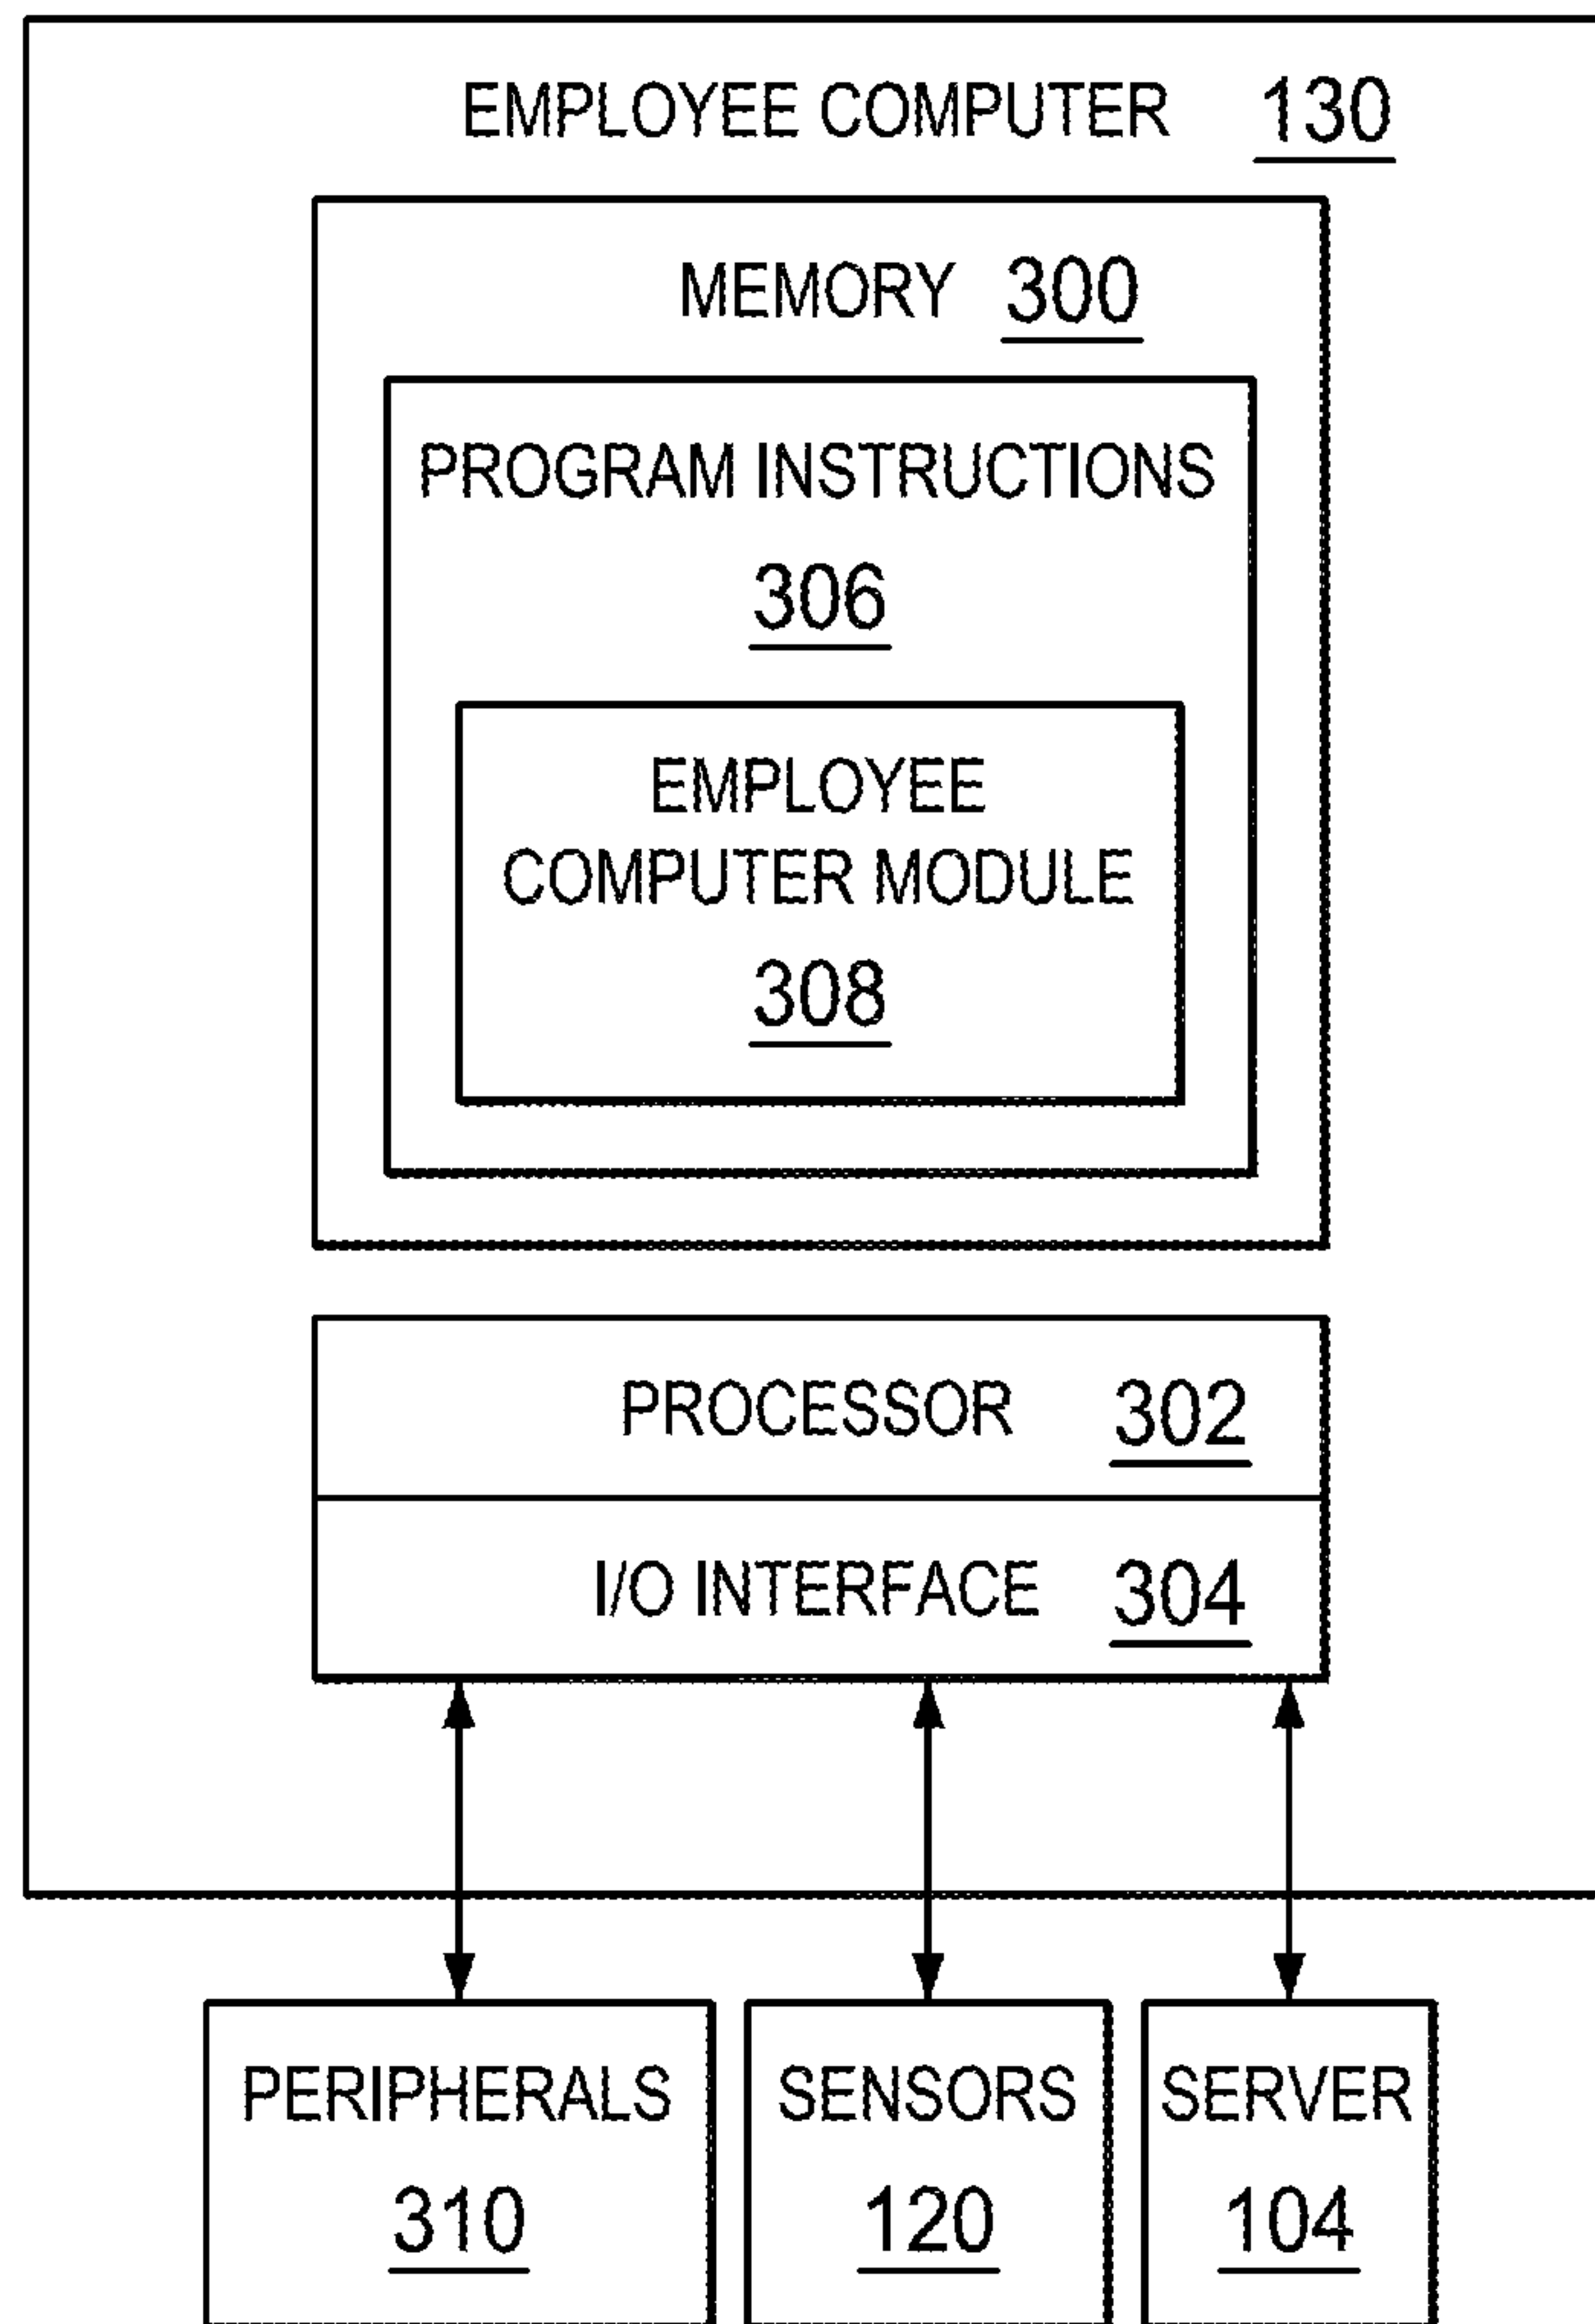 EMPLOYEE COMPUTER 130
MEMORY 300
PROGRAM INSTRUCTIONS
306
EMPLOYEE
COMPUTER MODULE
308
PROCESSOR 302
I/O INTERFACE 304
PERIPHERALS SENSORS SERVER
310 120 104